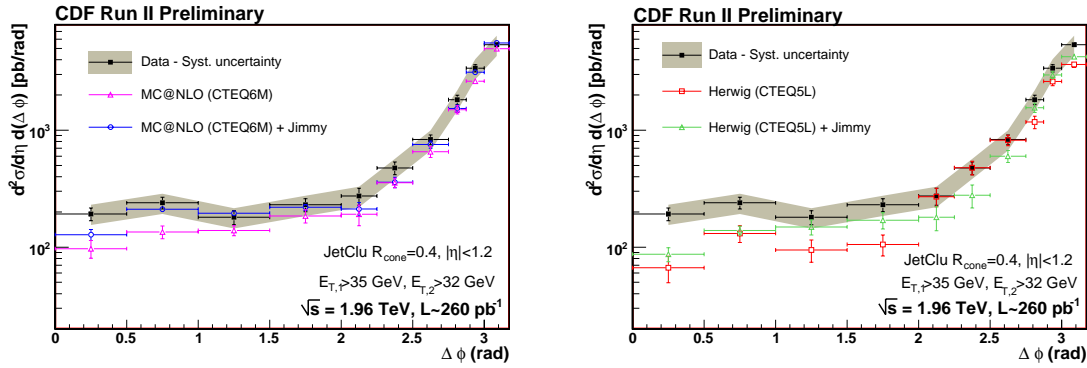 CDF Run II Preliminary
d²σ/dη d(Δ ϕ) [pb/rad]
10³
10²
Data - Syst. uncertainty
MC@NLO (CTEQ6M)
MC@NLO (CTEQ6M) + Jimmy
JetClu R_cone=0.4, |η|<1.2
E_T,1>35 GeV, E_T,2>32 GeV
√s = 1.96 TeV, L~260 pb⁻¹
0 0.5 1 1.5 2 2.5 3
Δ ϕ (rad)
CDF Run II Preliminary
d²σ/dη d(Δ ϕ) [pb/rad]
10³
10²
Data - Syst. uncertainty
Herwig (CTEQ5L)
Herwig (CTEQ5L) + Jimmy
JetClu R_cone=0.4, |η|<1.2
E_T,1>35 GeV, E_T,2>32 GeV
√s = 1.96 TeV, L~260 pb⁻¹
0 0.5 1 1.5 2 2.5 3
Δ ϕ (rad)